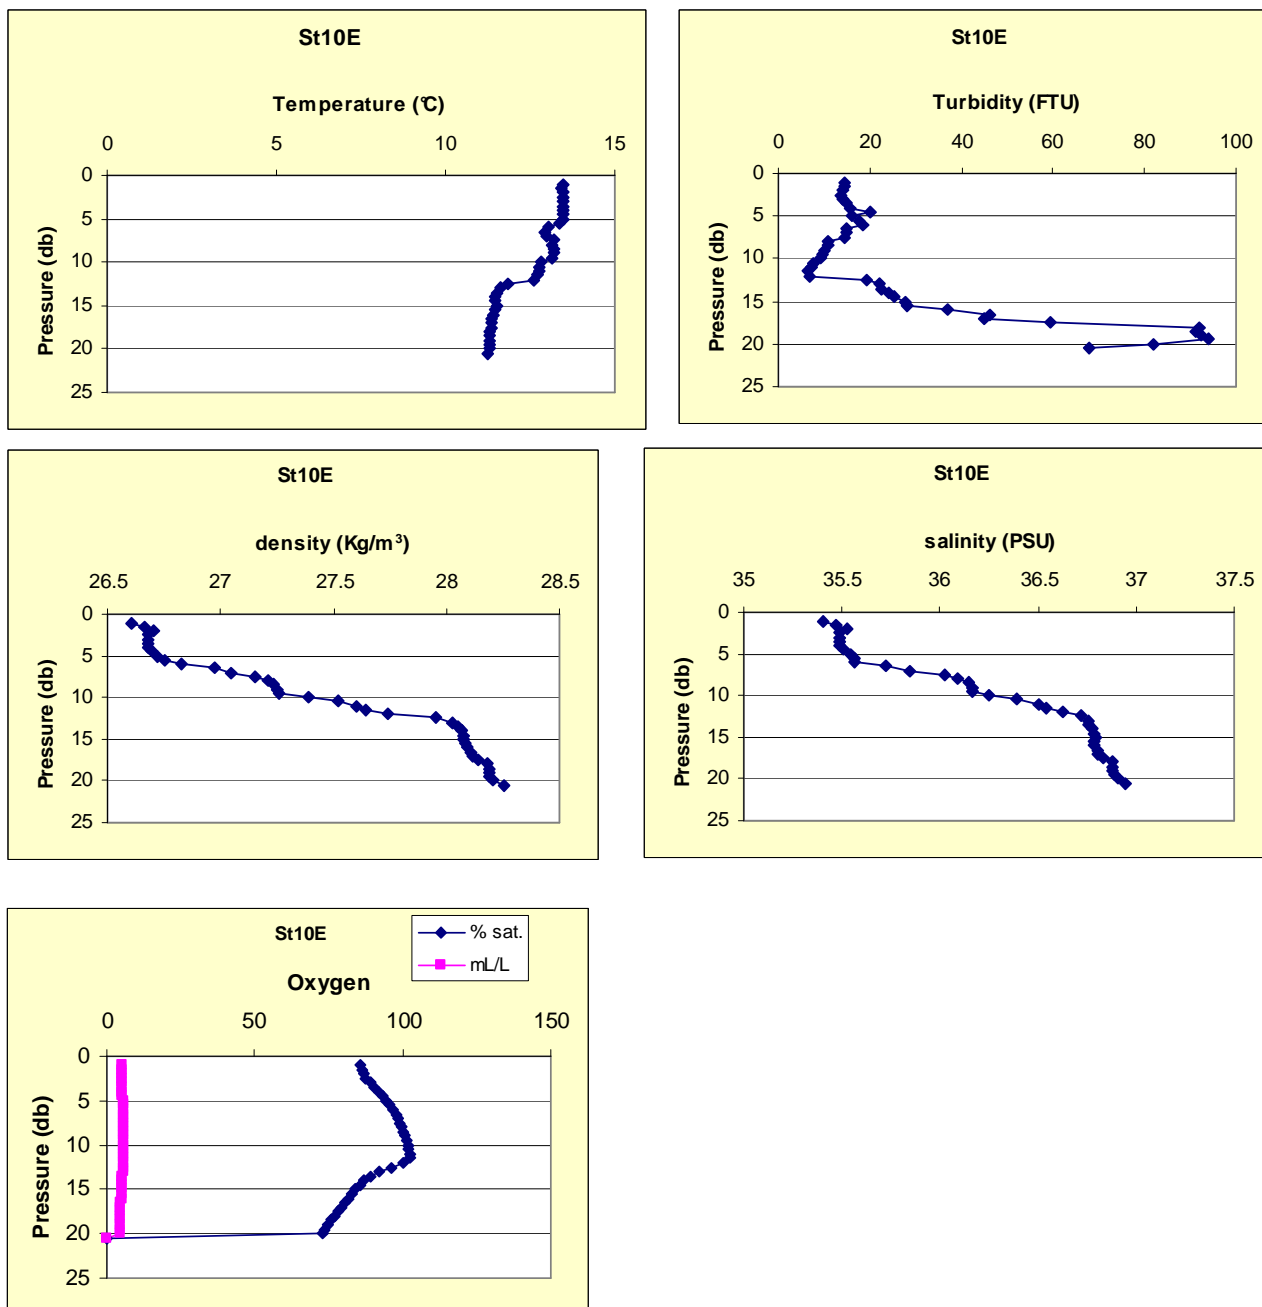 St10E
Temperature (°C)
0 5 10 15
0
5
10
15
20
25
Pressure (db)
St10E
Turbidity (FTU)
0 20 40 60 80 100
0
5
10
15
20
25
Pressure (db)
St10E
density (Kg/m³)
26.5 27 27.5 28 28.5
0
5
10
15
20
25
Pressure (db)
St10E
salinity (PSU)
35 35.5 36 36.5 37 37.5
0
5
10
15
20
25
Pressure (db)
St10E
% sat.
mL/L
Oxygen
0 50 100 150
0
5
10
15
20
25
Pressure (db)